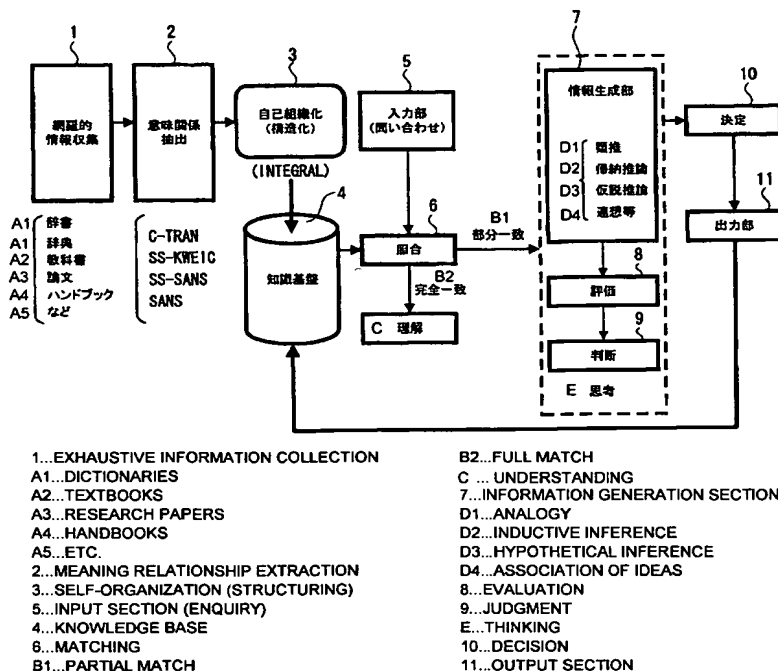 1
網羅的
情報収集
A1 辞書
A1 辞典
A2 教科書
A3 論文
A4 ハンドブック
A5 など
2
意味関係
抽出
C-TRAN
SS-KWEIC
SS-SANS
SANS
3
自己組織化
(構造化)
(INTEGRAL)
4
知識基盤
5
入力部
(問い合わせ)
6
照合
B1
部分一致
B2
完全一致
C 理解
7
情報生成部
D1 類推
D2 帰納推論
D3 仮説推論
D4 連想等
8
評価
9
判断
E 思考
10
決定
11
出力部
1...EXHAUSTIVE INFORMATION COLLECTION
A1...DICTIONARIES
A2...TEXTBOOKS
A3...RESEARCH PAPERS
A4...HANDBOOKS
A5...ETC.
2...MEANING RELATIONSHIP EXTRACTION
3...SELF-ORGANIZATION (STRUCTURING)
5...INPUT SECTION (ENQUIRY)
4...KNOWLEDGE BASE
6...MATCHING
B1...PARTIAL MATCH
B2...FULL MATCH
C ... UNDERSTANDING
7...INFORMATION GENERATION SECTION
D1...ANALOGY
D2...INDUCTIVE INFERENCE
D3...HYPOTHETICAL INFERENCE
D4...ASSOCIATION OF IDEAS
8...EVALUATION
9...JUDGMENT
E...THINKING
10...DECISION
11...OUTPUT SECTION